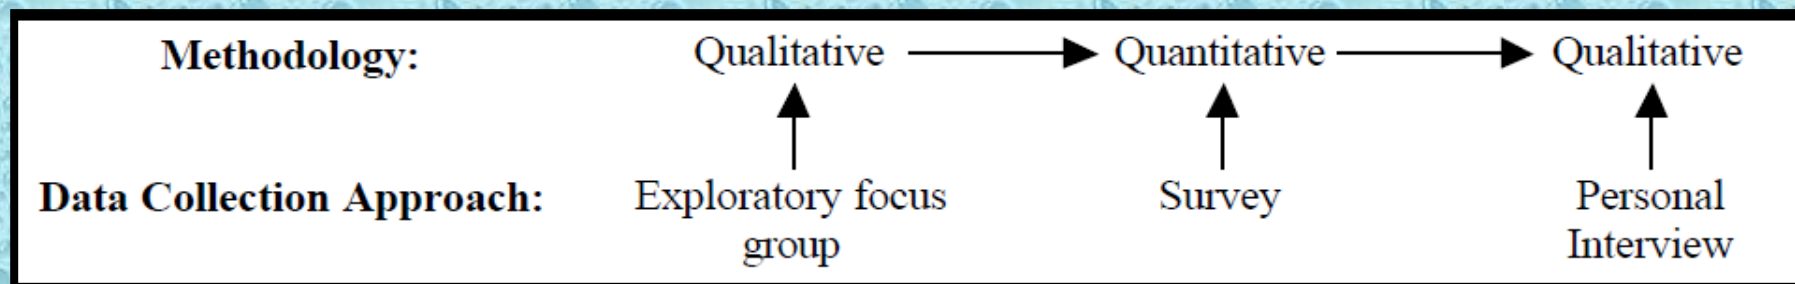 Methodology: Qualitative Quantitative Qualitative
Data Collection Approach: Exploratory focus Survey Personal
group Interview